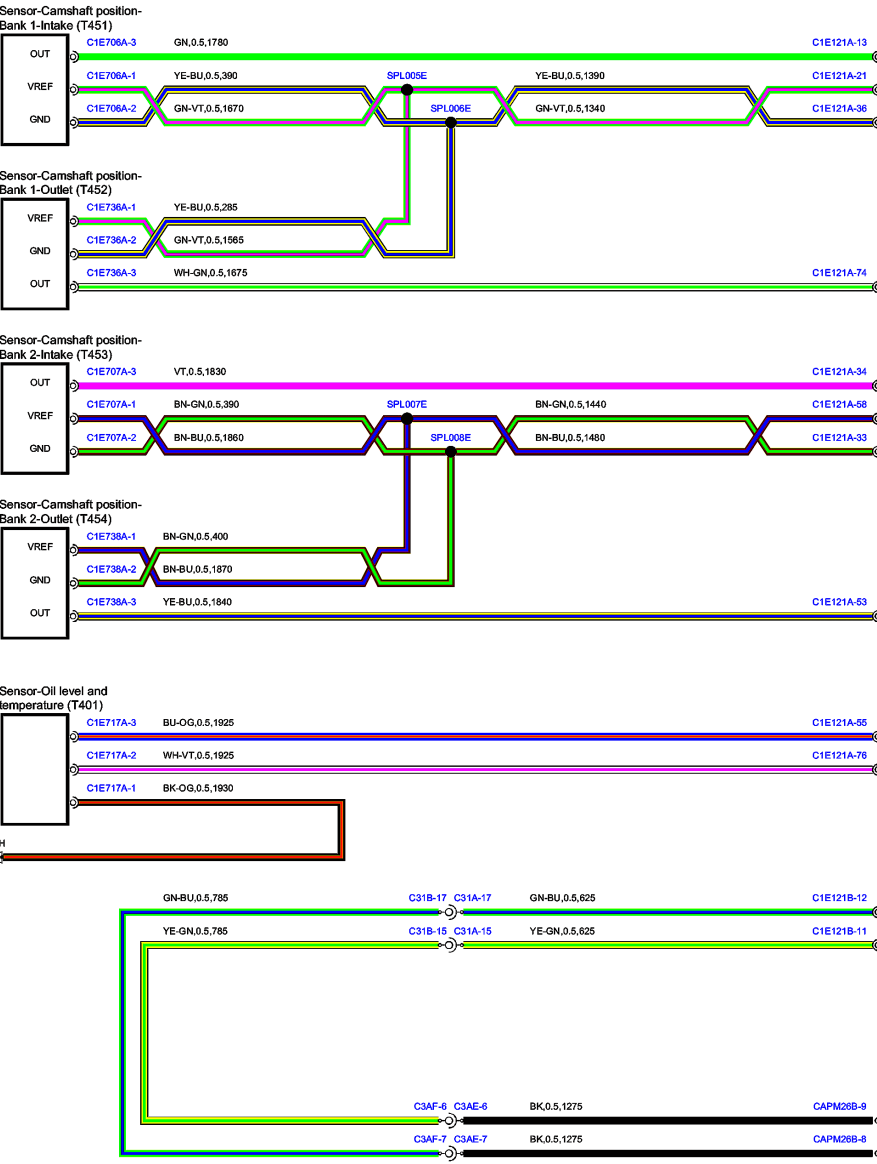 Sensor-Camshaft position-
Bank 1-Intake (T451)
C1E706A-3 GN,0.5,1780 C1E121A-13
OUT
C1E706A-1 YE-BU,0.5,390 SPL005E YE-BU,0.5,1390 C1E121A-21
VREF
C1E706A-2 GN-VT,0.5,1670 SPL006E GN-VT,0.5,1340 C1E121A-36
GND
Sensor-Camshaft position-
Bank 1-Outlet (T452)
C1E736A-1 YE-BU,0.5,285
VREF
C1E736A-2 GN-VT,0.5,1565
GND
C1E736A-3 WH-GN,0.5,1675 C1E121A-74
OUT
Sensor-Camshaft position-
Bank 2-Intake (T453)
C1E707A-3 VT,0.5,1830 C1E121A-34
OUT
C1E707A-1 BN-GN,0.5,390 SPL007E BN-GN,0.5,1440 C1E121A-58
VREF
C1E707A-2 BN-BU,0.5,1860 SPL008E BN-BU,0.5,1480 C1E121A-33
GND
Sensor-Camshaft position-
Bank 2-Outlet (T454)
C1E738A-1 BN-GN,0.5,400
VREF
C1E738A-2 BN-BU,0.5,1870
GND
C1E738A-3 YE-BU,0.5,1840 C1E121A-53
OUT
Sensor-Oil level and
temperature (T401)
C1E717A-3 BU-OG,0.5,1925 C1E121A-55
C1E717A-2 WH-VT,0.5,1925 C1E121A-76
C1E717A-1 BK-OG,0.5,1930
H
GN-BU,0.5,785 C31B-17 C31A-17 GN-BU,0.5,625 C1E121B-12
YE-GN,0.5,785 C31B-15 C31A-15 YE-GN,0.5,625 C1E121B-11
C3AF-6 C3AE-6 BK,0.5,1275 CAPM26B-9
C3AF-7 C3AE-7 BK,0.5,1275 CAPM26B-8